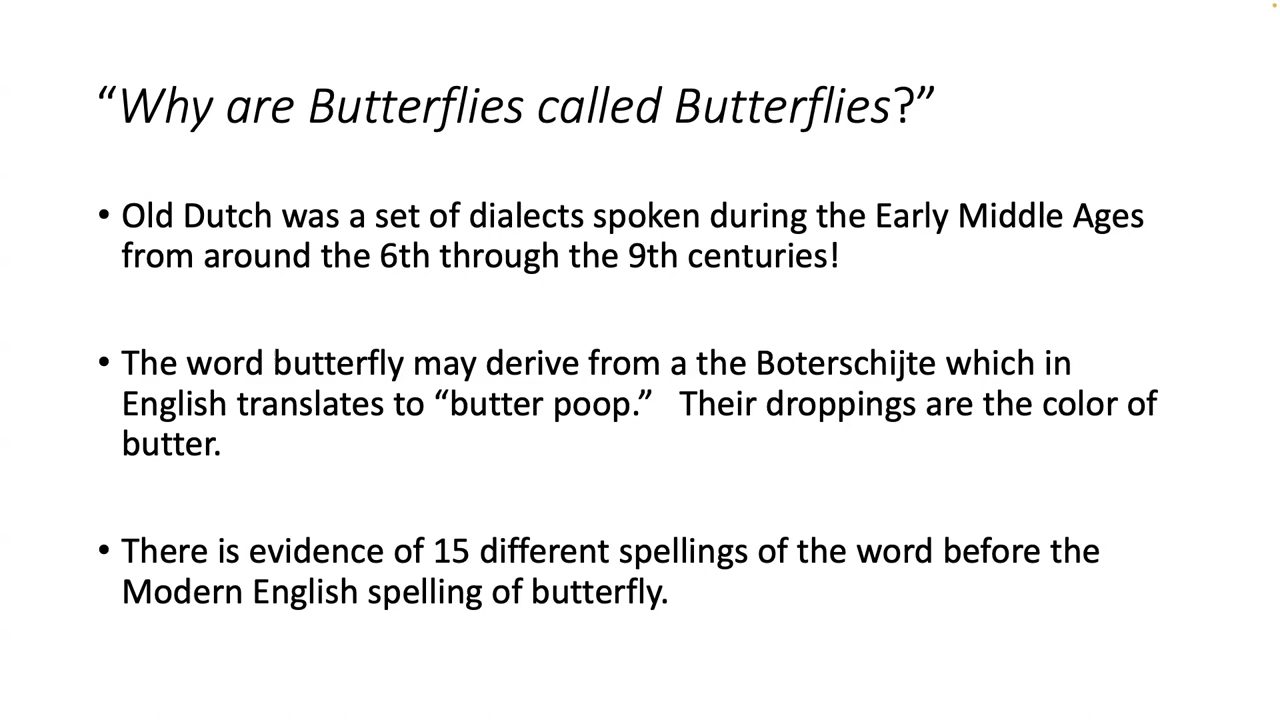 “Why are Butterflies called Butterflies?”
• Old Dutch was a set of dialects spoken during the Early Middle Ages
from around the 6th through the 9th centuries!
• The word butterfly may derive from a the Boterschijte which in
English translates to “butter poop.”   Their droppings are the color of
butter.
• There is evidence of 15 different spellings of the word before the
Modern English spelling of butterfly.